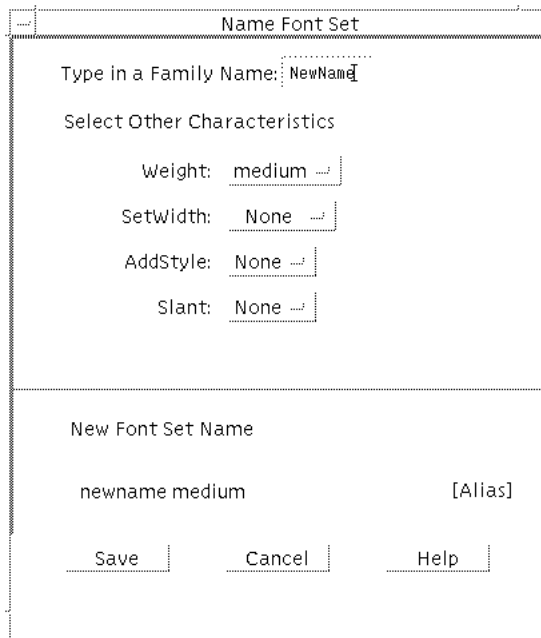 Name Font Set
Type in a Family Name: NewName
Select Other Characteristics
Weight: medium
SetWidth: None
AddStyle: None
Slant: None
New Font Set Name
newname medium [Alias]
Save Cancel Help